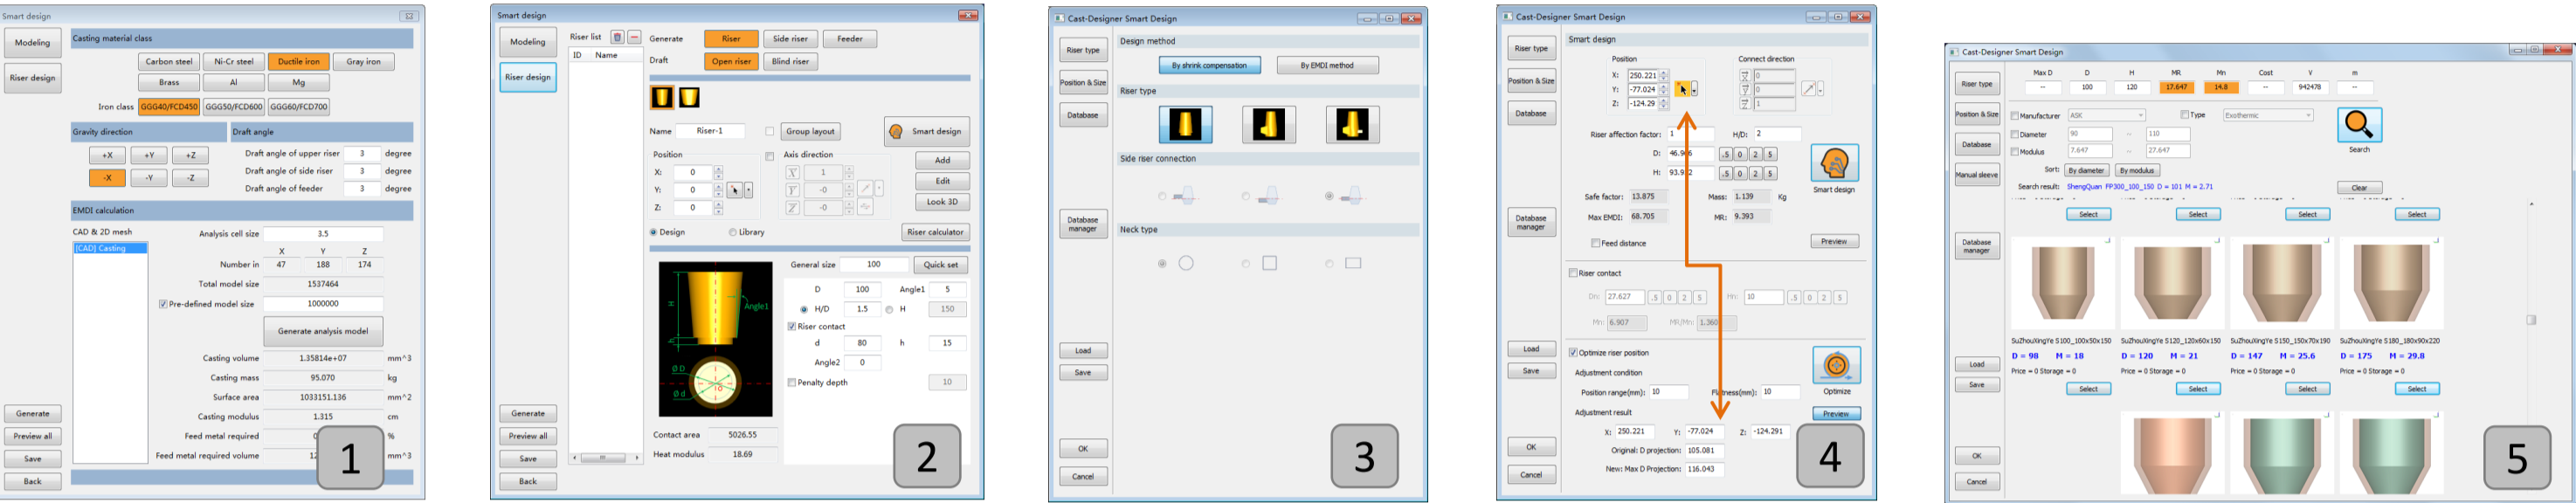 Smart design
Modeling
Riser design
Casting material class
Carbon steel Ni-Cr steel Ductile iron Gray iron
Brass Al Mg
Iron class GGG40/FCD450 GGG50/FCD600 GGG60/FCD700
Gravity direction Draft angle
+X +Y +Z
-X -Y -Z
Draft angle of upper riser 3 degree
Draft angle of side riser 3 degree
Draft angle of feeder 3 degree
EMDI calculation
CAD & 2D mesh
[CAD] Casting
Analysis cell size 3.5
X Y Z
Number in 47 188 174
Total model size 1537464
Pre-defined model size 1000000
Generate analysis model
Casting volume 1.35814e+07 mm^3
Casting mass 95.070 kg
Surface area 1033151.136 mm^2
Casting modulus 1.315 cm
Feed metal required %
Feed metal required volume mm^3
Generate
Preview all
Save
Back
1
Smart design
Modeling
Riser design
Riser list
ID Name
Generate Riser Side riser Feeder
Draft Open riser Blind riser
Name Riser-1 Group layout Smart design
Position Axis direction
X: 0 X 1
Y: 0 Y -0
Z: 0 Z -0
Add
Edit
Look 3D
Design Library Riser calculator
General size 100 Quick set
D 100 Angle1 5
H/D 1.5 H 150
Riser contact
d 80 h 15
Angle2 0
Penalty depth 10
H
Angle1
h
Ø D
Ø d
Contact area 5026.55
Heat modulus 18.69
Generate
Preview all
Save
Back
2
Cast-Designer Smart Design
Riser type
Position & Size
Database
Database manager
Load
Save
OK
Cancel
Design method
By shrink compensation By EMDI method
Riser type
Side riser connection
Neck type
3
Cast-Designer Smart Design
Riser type
Position & Size
Database
Database manager
Load
Save
OK
Cancel
Smart design
Position Connect direction
X: 250.221 X 0
Y: -77.024 Y 0
Z: -124.29 Z 1
Riser affection factor: 1 H/D: 2
D: .5 0 2 5
H: .5 0 2 5
Smart design
Safe factor: 13.875 Mass: 1.139 Kg
Max EMDI: 68.705 MR: 9.393
Feed distance Preview
Riser contact
Dn: 27.627 .5 0 2 5 Hn: 10 .5 0 2 5
Mn: 6.907 MR/Mn: 1.360
Optimize riser position
Adjustment condition
Position range(mm): 10 Flatness(mm): 10
Optimize
Adjustment result Preview
X: 250.221 Y: -77.024 Z: -124.291
Original: D projection: 105.081
New: Max D Projection: 116.043
4
Cast-Designer Smart Design
Riser type
Position & Size
Database
Manual sleeve
Database manager
Load
Save
OK
Cancel
Max D D H MR Mn Cost V m
-- 100 120 17.647 14.8 -- 942478 --
Manufacturer ASK Type Exothermic
Diameter 90 ~ 110
Modulus 7.647 ~ 27.647
Search
Sort: By diameter By modulus
Search result: ShengQuan FP300_100_150 D = 101 M = 2.71 Clear
Select Select Select
SuZhouXingYe S100_100x50x150 SuZhouXingYe S120_120x60x150 SuZhouXingYe S150_150x70x190 SuZhouXingYe S180_180x90x220
D = 98 M = 18 D = 120 M = 21 D = 147 M = 25.6 D = 175 M = 29.8
Price = 0 Storage = 0 Price = 0 Storage = 0 Price = 0 Storage = 0 Price = 0 Storage = 0
Select Select Select Select
5